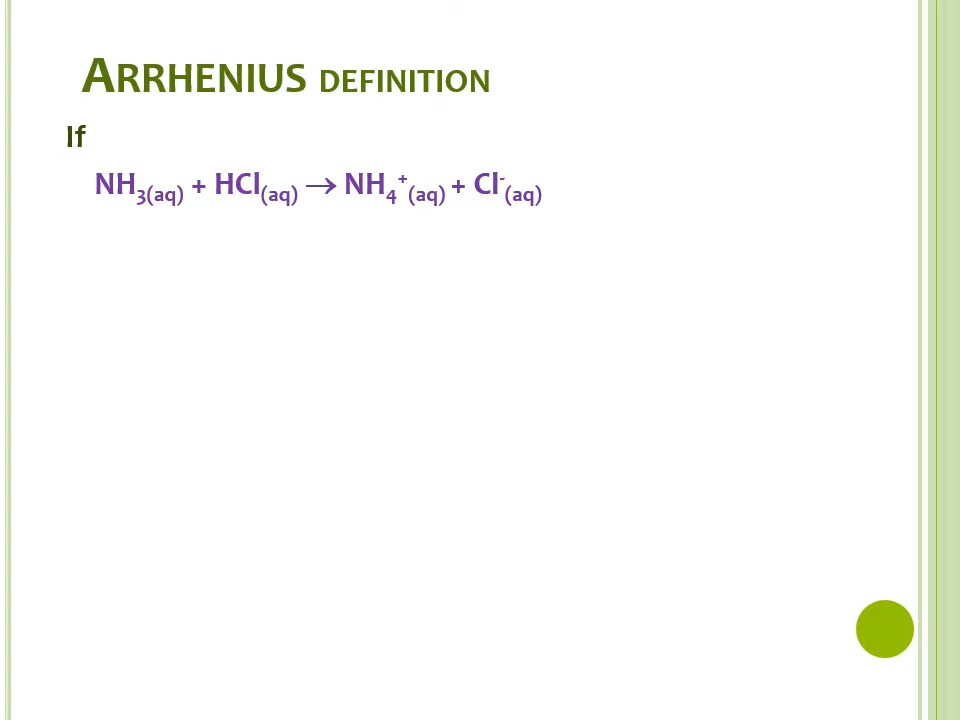 ARRHENIUS DEFINITION
If
NH₃(aq) + HCl(aq) → NH₄⁺(aq) + Cl⁻(aq)